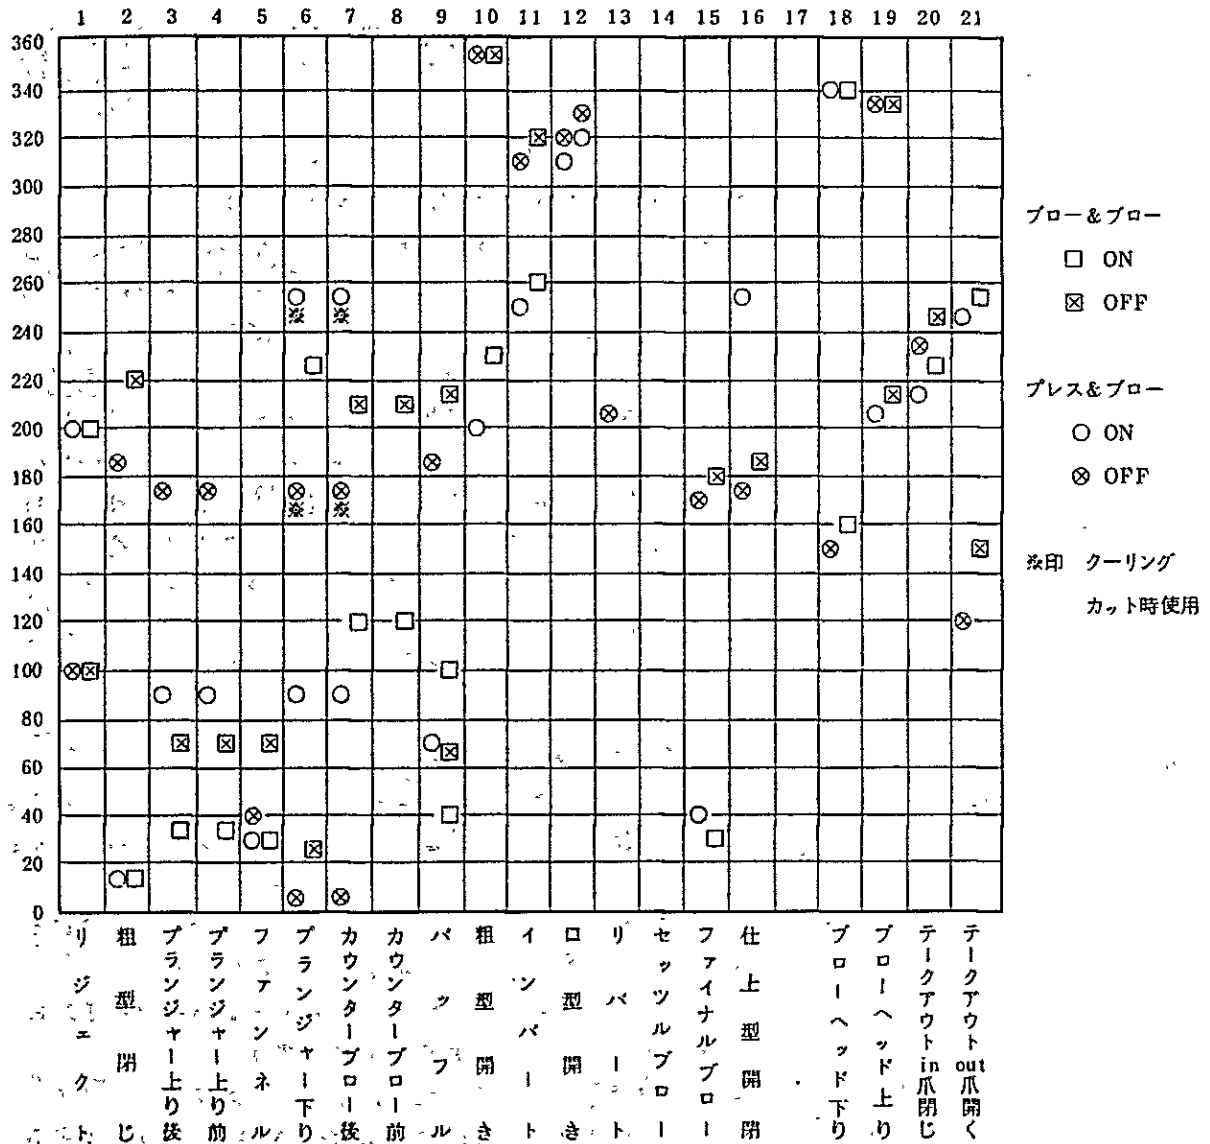 1 2 3 4 5 6 7 8 9 10 11 12 13 14 15 16 17 18 19 20 21
360
340
320
300
280
260
240
220
200
180
160
140
120
100
80
60
40
20
0
ブロー&ブロー
□ ON
☒ OFF
プレス&ブロー
○ ON
⊗ OFF
※印 クーリング
カット時使用
※ ※
※ ※
リジェクト
粗型閉じ
プランジャー上り後
プランジャー上り前
ファンネル
プランジャー下り
カウンターブロー後
カウンターブロー前
バッフル
粗型開き
インバート
口型開き
リバート
セッツルブロー
ファイナルブロー
仕上型開閉
ブローヘッド下り
ブローヘッド上り
テークアウトin爪閉じ
テークアウトout爪開く